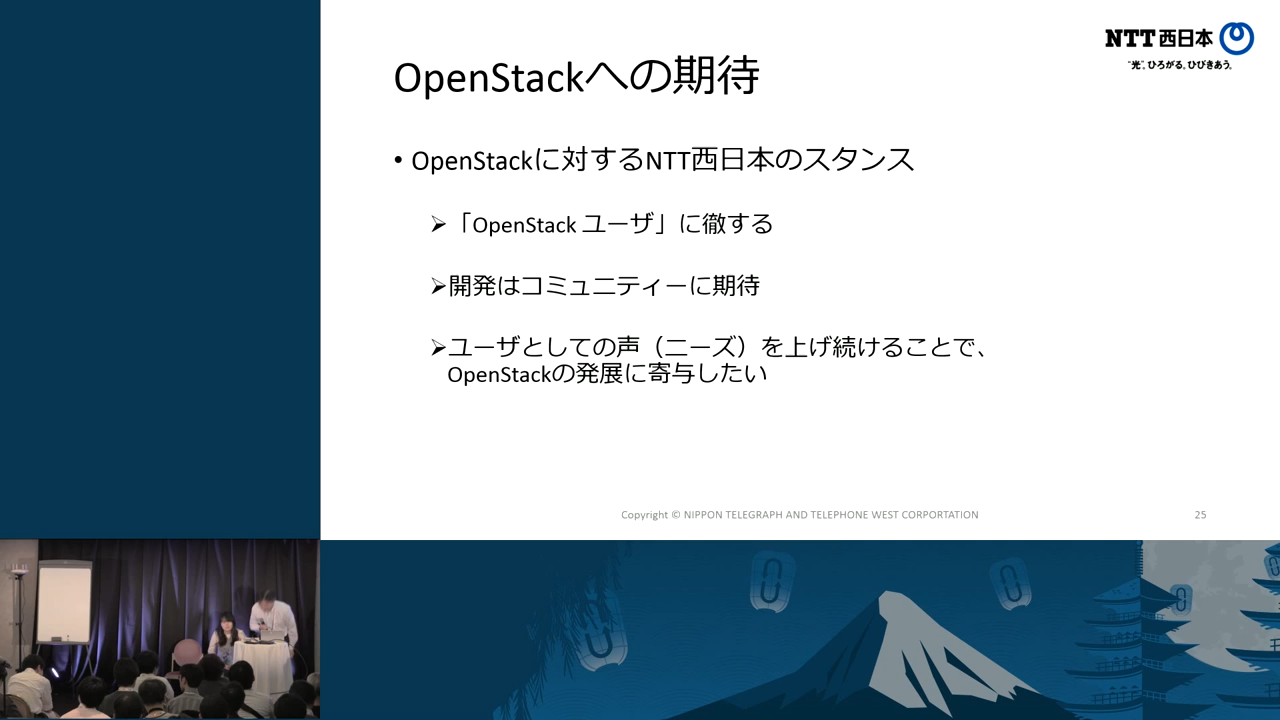 NTT西日本
“光”。ひろがる。ひびきあう。
OpenStackへの期待
• OpenStackに対するNTT西日本のスタンス
➢「OpenStack ユーザ」に徹する
➢開発はコミュニティーに期待
➢ユーザとしての声（ニーズ）を上げ続けることで、
OpenStackの発展に寄与したい
Copyright © NIPPON TELEGRAPH AND TELEPHONE WEST CORPORTATION
25